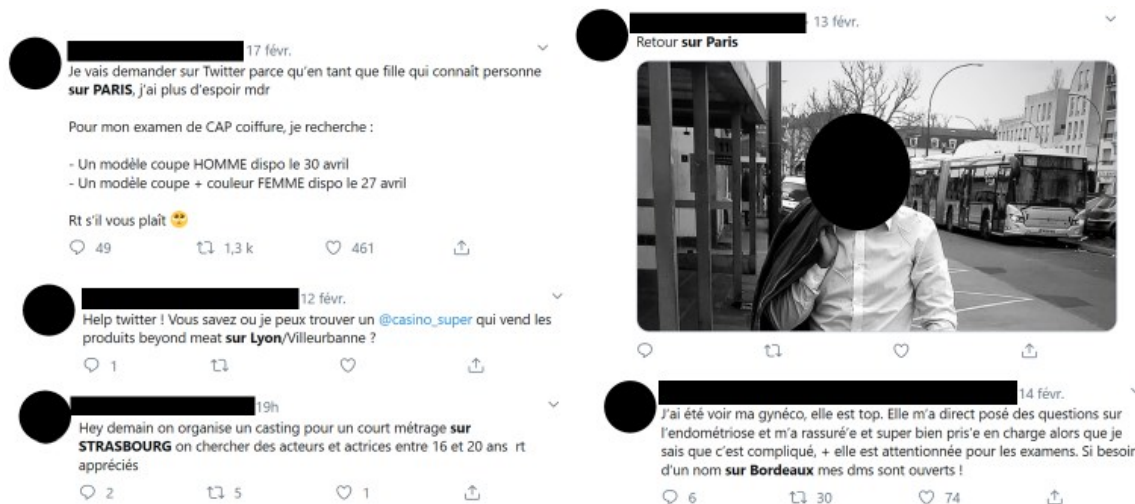 17 févr.
Je vais demander sur Twitter parce qu'en tant que fille qui connaît personne
sur PARIS, j'ai plus d'espoir mdr
Pour mon examen de CAP coiffure, je recherche :
- Un modèle coupe HOMME dispo le 30 avril
- Un modèle coupe + couleur FEMME dispo le 27 avril
Rt s'il vous plaît
49 1,3 k 461
12 févr.
Help twitter ! Vous savez ou je peux trouver un @casino_super qui vend les
produits beyond meat sur Lyon/Villeurbanne ?
1
19h
Hey demain on organise un casting pour un court métrage sur
STRASBOURG on chercher des acteurs et actrices entre 16 et 20 ans rt
appréciés
2 5 1
13 févr.
Retour sur Paris
14 févr.
J'ai été voir ma gynéco, elle est top. Elle m'a direct posé des questions sur
l'endométriose et m'a rassuré'e et super bien pris'e en charge alors que je
sais que c'est compliqué, + elle est attentionnée pour les examens. Si besoin
d'un nom sur Bordeaux mes dms sont ouverts !
6 30 74